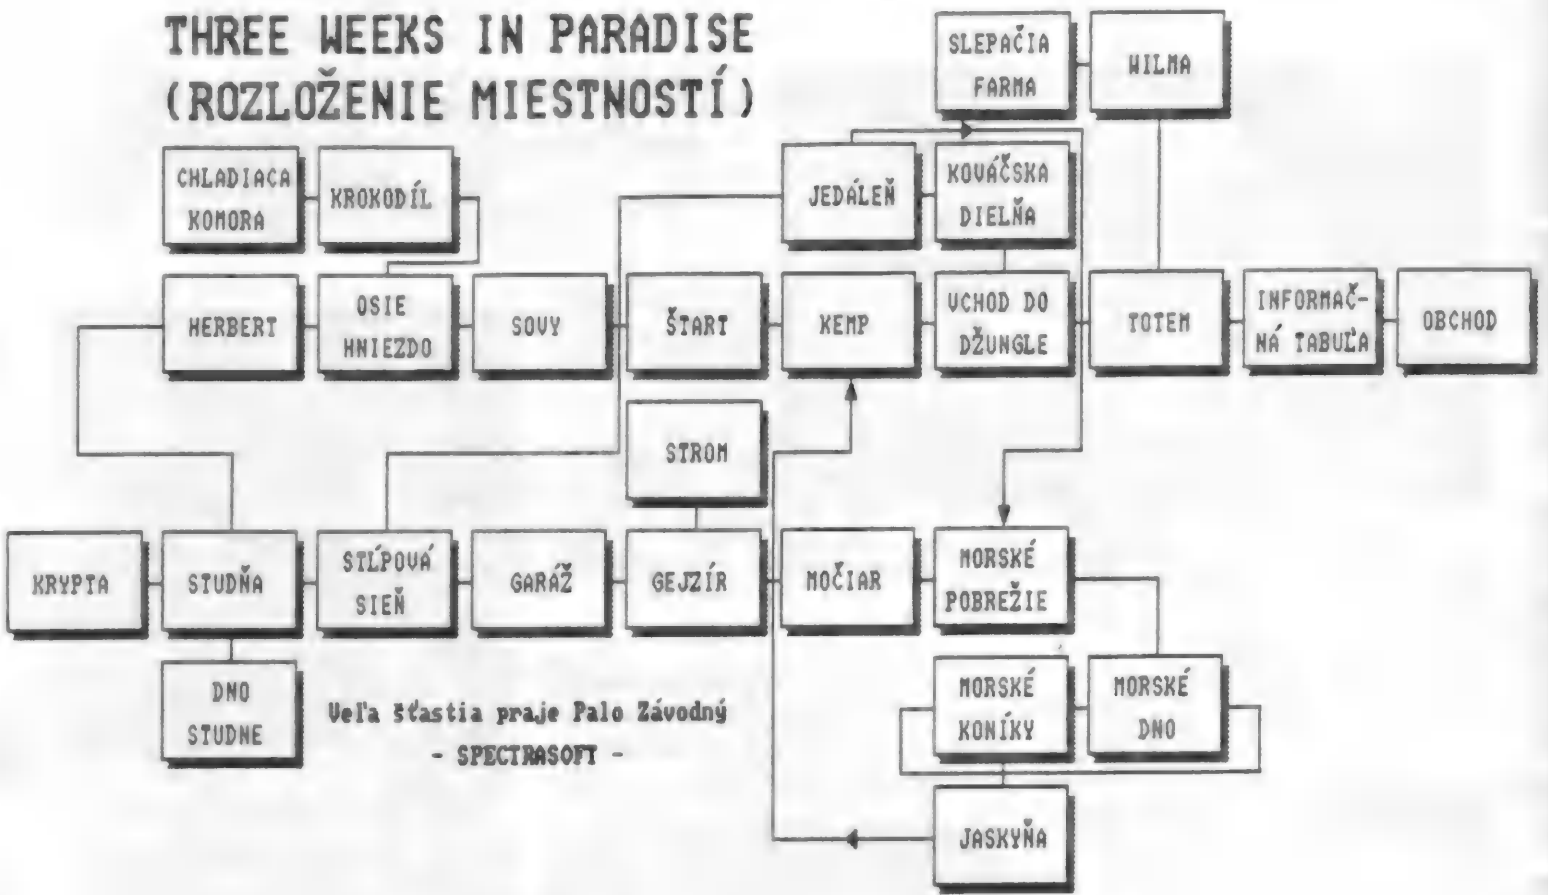 THREE WEEKS IN PARADISE
(ROZLOŽENIE MIESTNOSTÍ)
SLEPAČIA
FARMA
WILMA
CHLADIACA
KOMORA
KROKODÍL
JEDÁLEŇ
KOVÁČSKA
DIELŇA
HERBERT
OSIE
HNIEZDO
SOVY
ŠTART
KEMP
VCHOD DO
DŽUNGLE
TOTEM
INFORMAČ-
NÁ TABUĽA
OBCHOD
STROM
KRYPTA
STUDŇA
STĹPOVÁ
SIEŇ
GARÁŽ
GEJZÍR
MOČIAR
MORSKÉ
POBREŽIE
DNO
STUDNE
MORSKÉ
KONÍKY
MORSKÉ
DNO
Veľa šťastia praje Palo Závodný
- SPECTRASOFT -
JASKYŇA